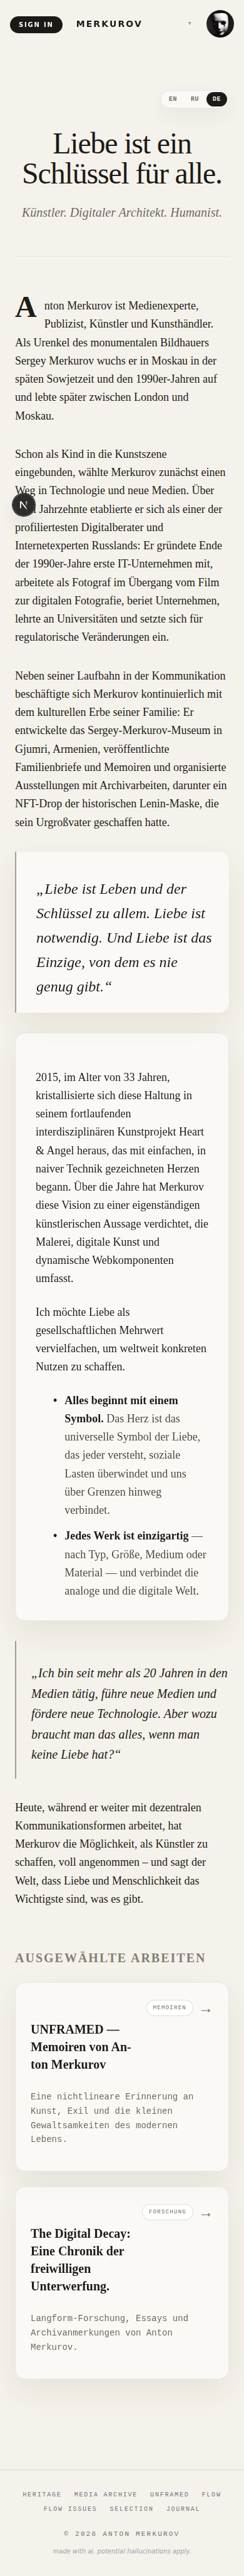 SIGN IN
MERKUROV
EN RU DE
Liebe ist ein
Schlüssel für alle.
Künstler. Digitaler Architekt. Humanist.
Anton Merkurov ist Medienexperte,
Publizist, Künstler und Kunsthändler.
Als Urenkel des monumentalen Bildhauers
Sergey Merkurov wuchs er in Moskau in der
späten Sowjetzeit und den 1990er-Jahren auf
und lebte später zwischen London und
Moskau.
Schon als Kind in die Kunstszene
eingebunden, wählte Merkurov zunächst einen
Weg in Technologie und neue Medien. Über
N
Jahrzehnte etablierte er sich als einer der
profiliertesten Digitalberater und
Internetexperten Russlands: Er gründete Ende
der 1990er-Jahre erste IT-Unternehmen mit,
arbeitete als Fotograf im Übergang vom Film
zur digitalen Fotografie, beriet Unternehmen,
lehrte an Universitäten und setzte sich für
regulatorische Veränderungen ein.
Neben seiner Laufbahn in der Kommunikation
beschäftigte sich Merkurov kontinuierlich mit
dem kulturellen Erbe seiner Familie: Er
entwickelte das Sergey-Merkurov-Museum in
Gjumri, Armenien, veröffentlichte
Familienbriefe und Memoiren und organisierte
Ausstellungen mit Archivarbeiten, darunter ein
NFT-Drop der historischen Lenin-Maske, die
sein Urgroßvater geschaffen hatte.
„Liebe ist Leben und der
Schlüssel zu allem. Liebe ist
notwendig. Und Liebe ist das
Einzige, von dem es nie
genug gibt.“
2015, im Alter von 33 Jahren,
kristallisierte sich diese Haltung in
seinem fortlaufenden
interdisziplinären Kunstprojekt Heart
& Angel heraus, das mit einfachen, in
naiver Technik gezeichneten Herzen
begann. Über die Jahre hat Merkurov
diese Vision zu einer eigenständigen
künstlerischen Aussage verdichtet, die
Malerei, digitale Kunst und
dynamische Webkomponenten
umfasst.
Ich möchte Liebe als
gesellschaftlichen Mehrwert
vervielfachen, um weltweit konkreten
Nutzen zu schaffen.
• Alles beginnt mit einem
Symbol. Das Herz ist das
universelle Symbol der Liebe,
das jeder versteht, soziale
Lasten überwindet und uns
über Grenzen hinweg
verbindet.
• Jedes Werk ist einzigartig —
nach Typ, Größe, Medium oder
Material — und verbindet die
analoge und die digitale Welt.
„Ich bin seit mehr als 20 Jahren in den
Medien tätig, führe neue Medien und
fördere neue Technologie. Aber wozu
braucht man das alles, wenn man
keine Liebe hat?“
Heute, während er weiter mit dezentralen
Kommunikationsformen arbeitet, hat
Merkurov die Möglichkeit, als Künstler zu
schaffen, voll angenommen – und sagt der
Welt, dass Liebe und Menschlichkeit das
Wichtigste sind, was es gibt.
AUSGEWÄHLTE ARBEITEN
MEMOIREN →
UNFRAMED —
Memoiren von An-
ton Merkurov
Eine nichtlineare Erinnerung an
Kunst, Exil und die kleinen
Gewaltsamkeiten des modernen
Lebens.
FORSCHUNG →
The Digital Decay:
Eine Chronik der
freiwilligen
Unterwerfung.
Langform-Forschung, Essays und
Archivanmerkungen von Anton
Merkurov.
HERITAGE MEDIA ARCHIVE UNFRAMED FLOW
FLOW ISSUES SELECTION JOURNAL
© 2026 ANTON MERKUROV
made with ai. potential hallucinations apply.